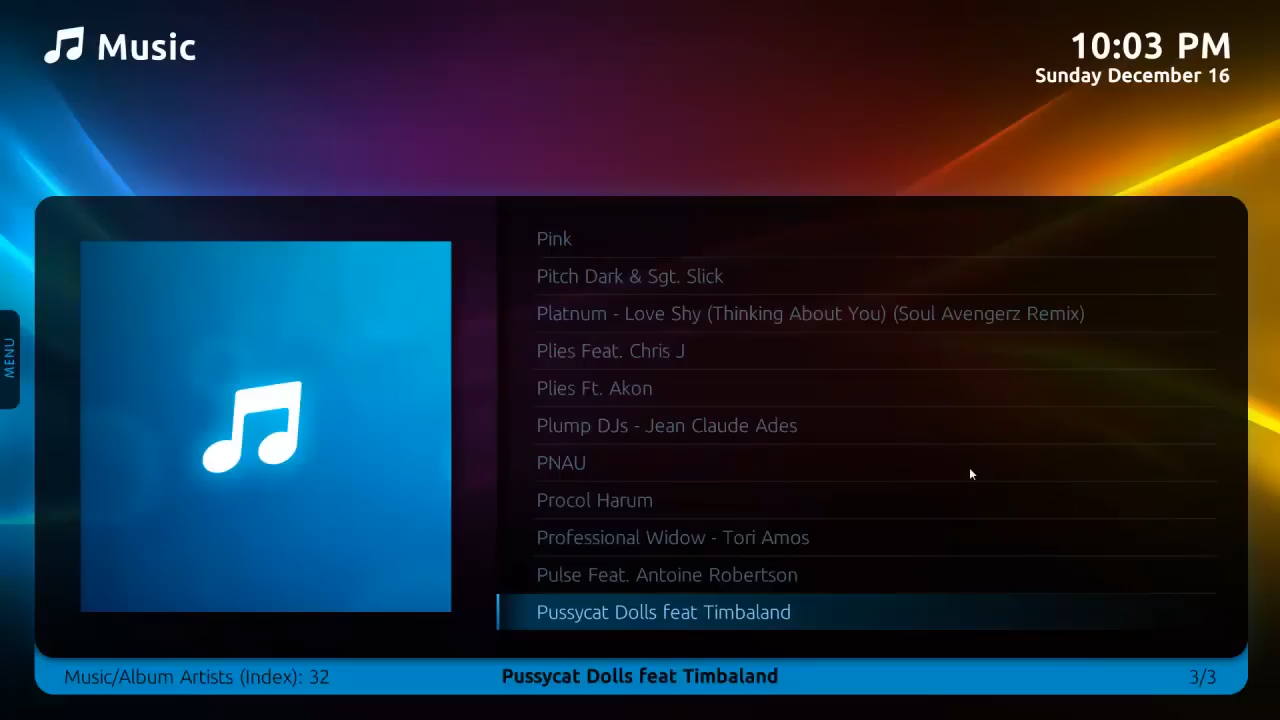 Music
10:03 PM
Sunday December 16
MENU
Pink
Pitch Dark & Sgt. Slick
Platnum - Love Shy (Thinking About You) (Soul Avengerz Remix)
Plies Feat. Chris J
Plies Ft. Akon
Plump DJs - Jean Claude Ades
PNAU
Procol Harum
Professional Widow - Tori Amos
Pulse Feat. Antoine Robertson
Pussycat Dolls feat Timbaland
Music/Album Artists (Index): 32
Pussycat Dolls feat Timbaland
3/3